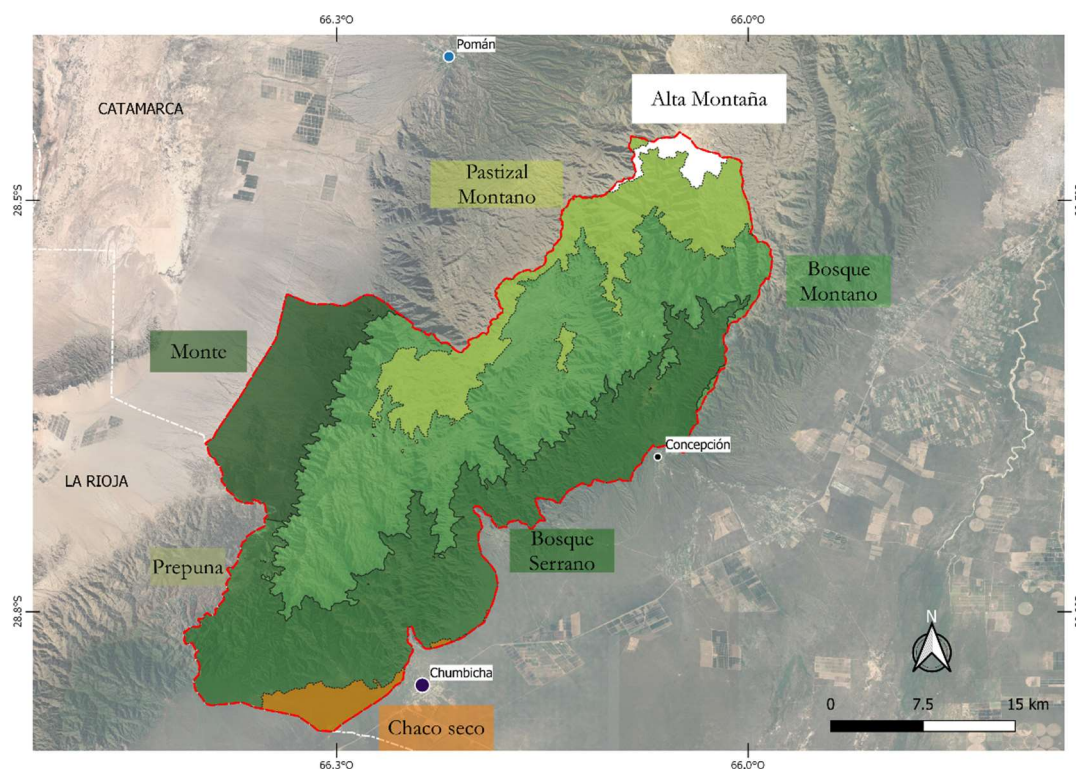 66.3°O
66.0°O
Pomán
CATAMARCA
Alta Montaña
Pastizal
Montano
28.5°S
Bosque
Montano
Monte
Concepción
LA RIOJA
Bosque
Serrano
Prepuna
28.8°S
N
Chumbicha
0
7.5
15 km
Chaco seco
66.3°O
66.0°O